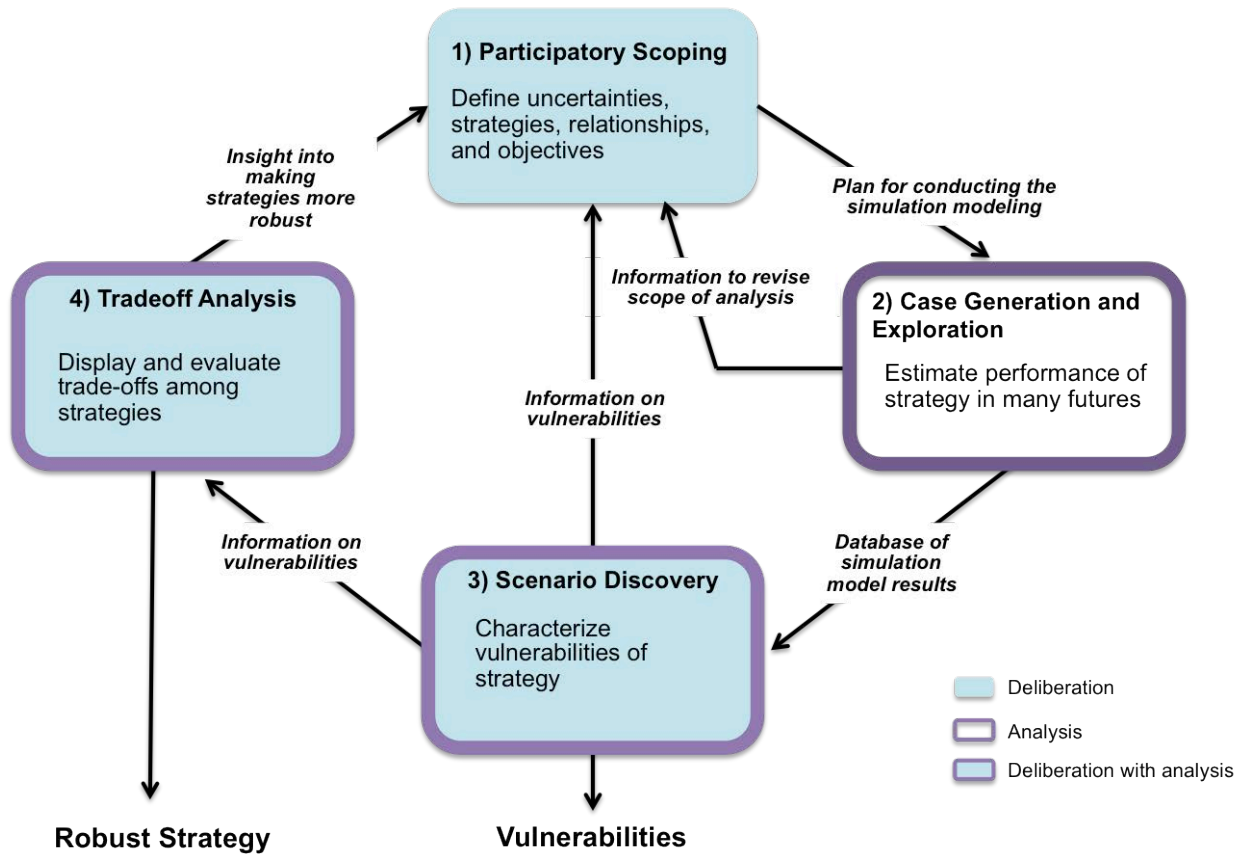 1) Participatory Scoping
Define uncertainties,
strategies, relationships,
and objectives
Insight into
making
strategies more
robust
Plan for conducting the
simulation modeling
4) Tradeoff Analysis
Display and evaluate
trade-offs among
strategies
Information to revise
scope of analysis
2) Case Generation and
Exploration
Estimate performance of
strategy in many futures
Information on
vulnerabilities
Information on
vulnerabilities
Database of
simulation
model results
3) Scenario Discovery
Characterize
vulnerabilities of
strategy
Deliberation
Analysis
Deliberation with analysis
Robust Strategy
Vulnerabilities